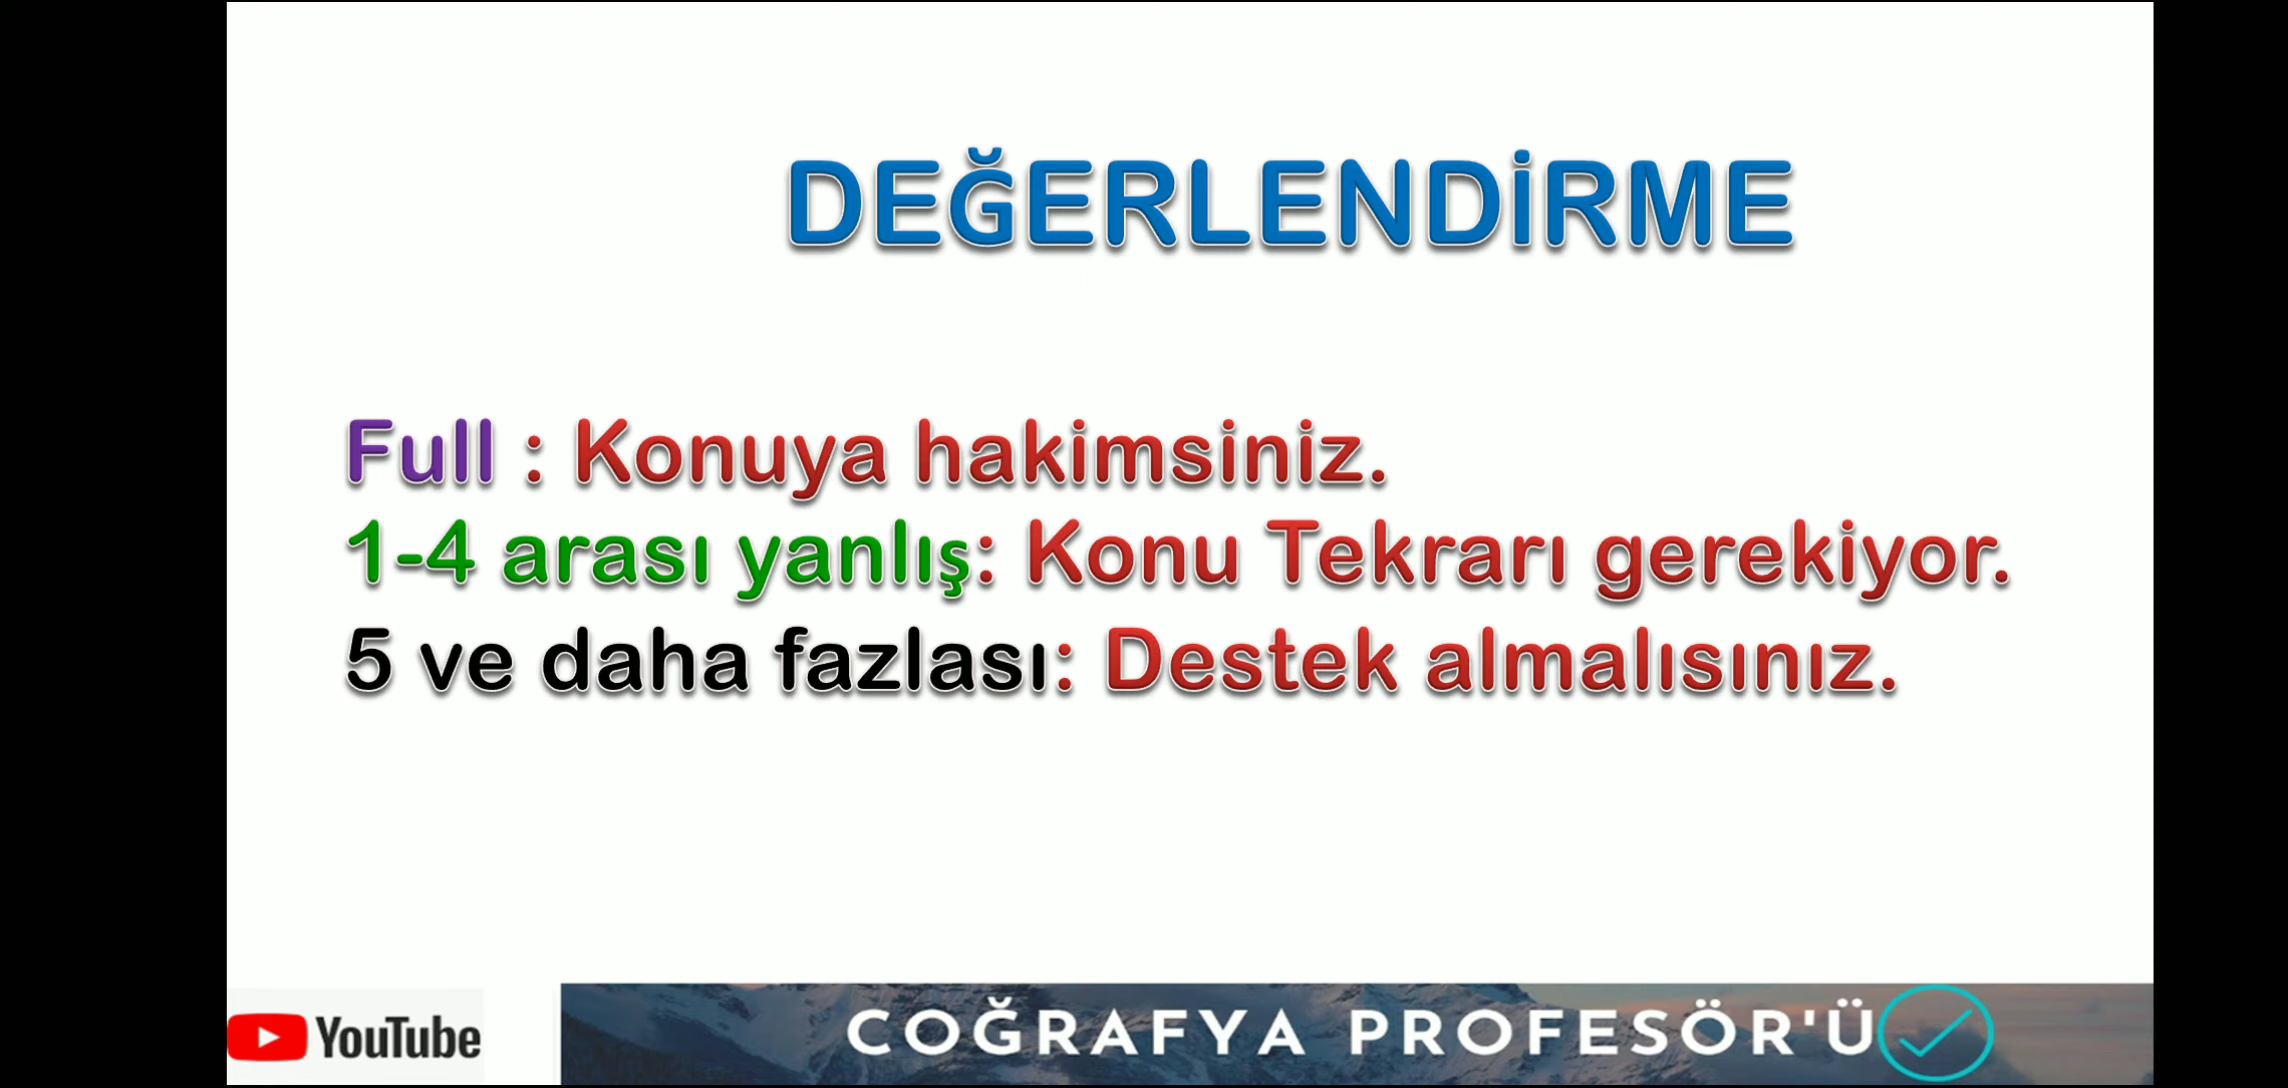 DEĞERLENDİRME
Full : Konuya hakimsiniz.
1-4 arası yanlış: Konu Tekrarı gerekiyor.
5 ve daha fazlası: Destek almalısınız.
YouTube
COĞRAFYA PROFESÖR'Ü